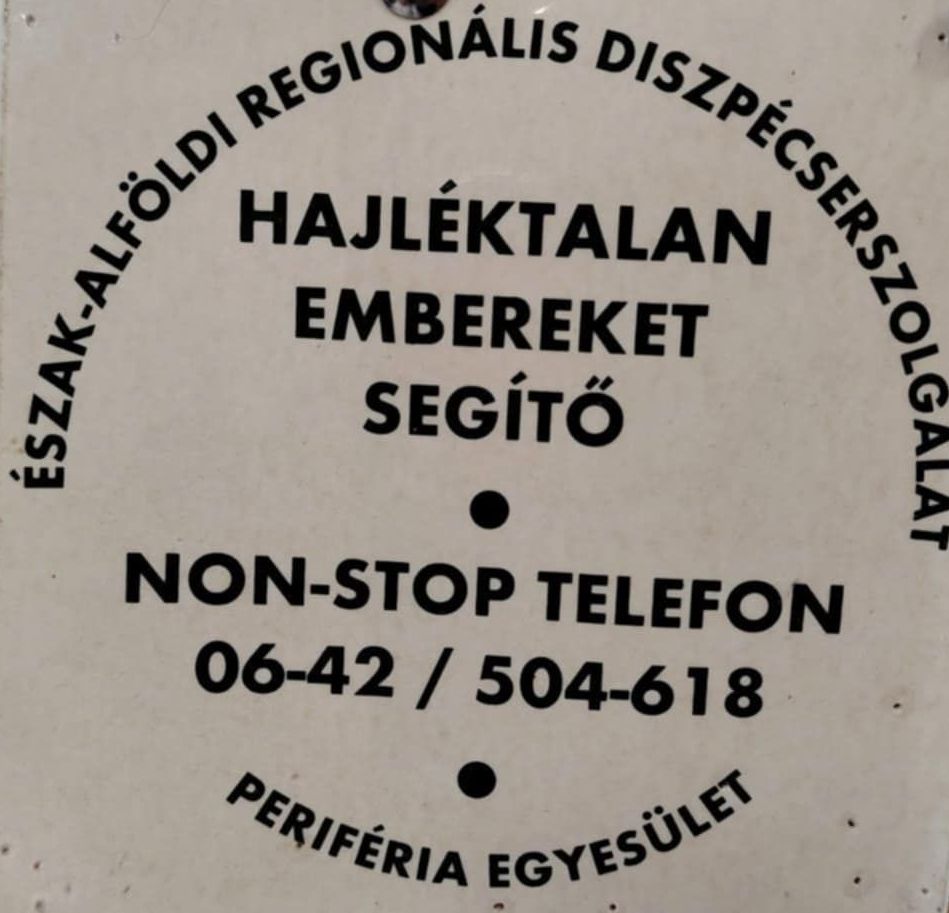 ÉSZAK-ALFÖLDI REGIONÁLIS DISZPÉCSERSZOLGÁLAT
HAJLÉKTALAN
EMBEREKET
SEGÍTŐ
NON-STOP TELEFON
06-42 / 504-618
PERIFÉRIA EGYESÜLET